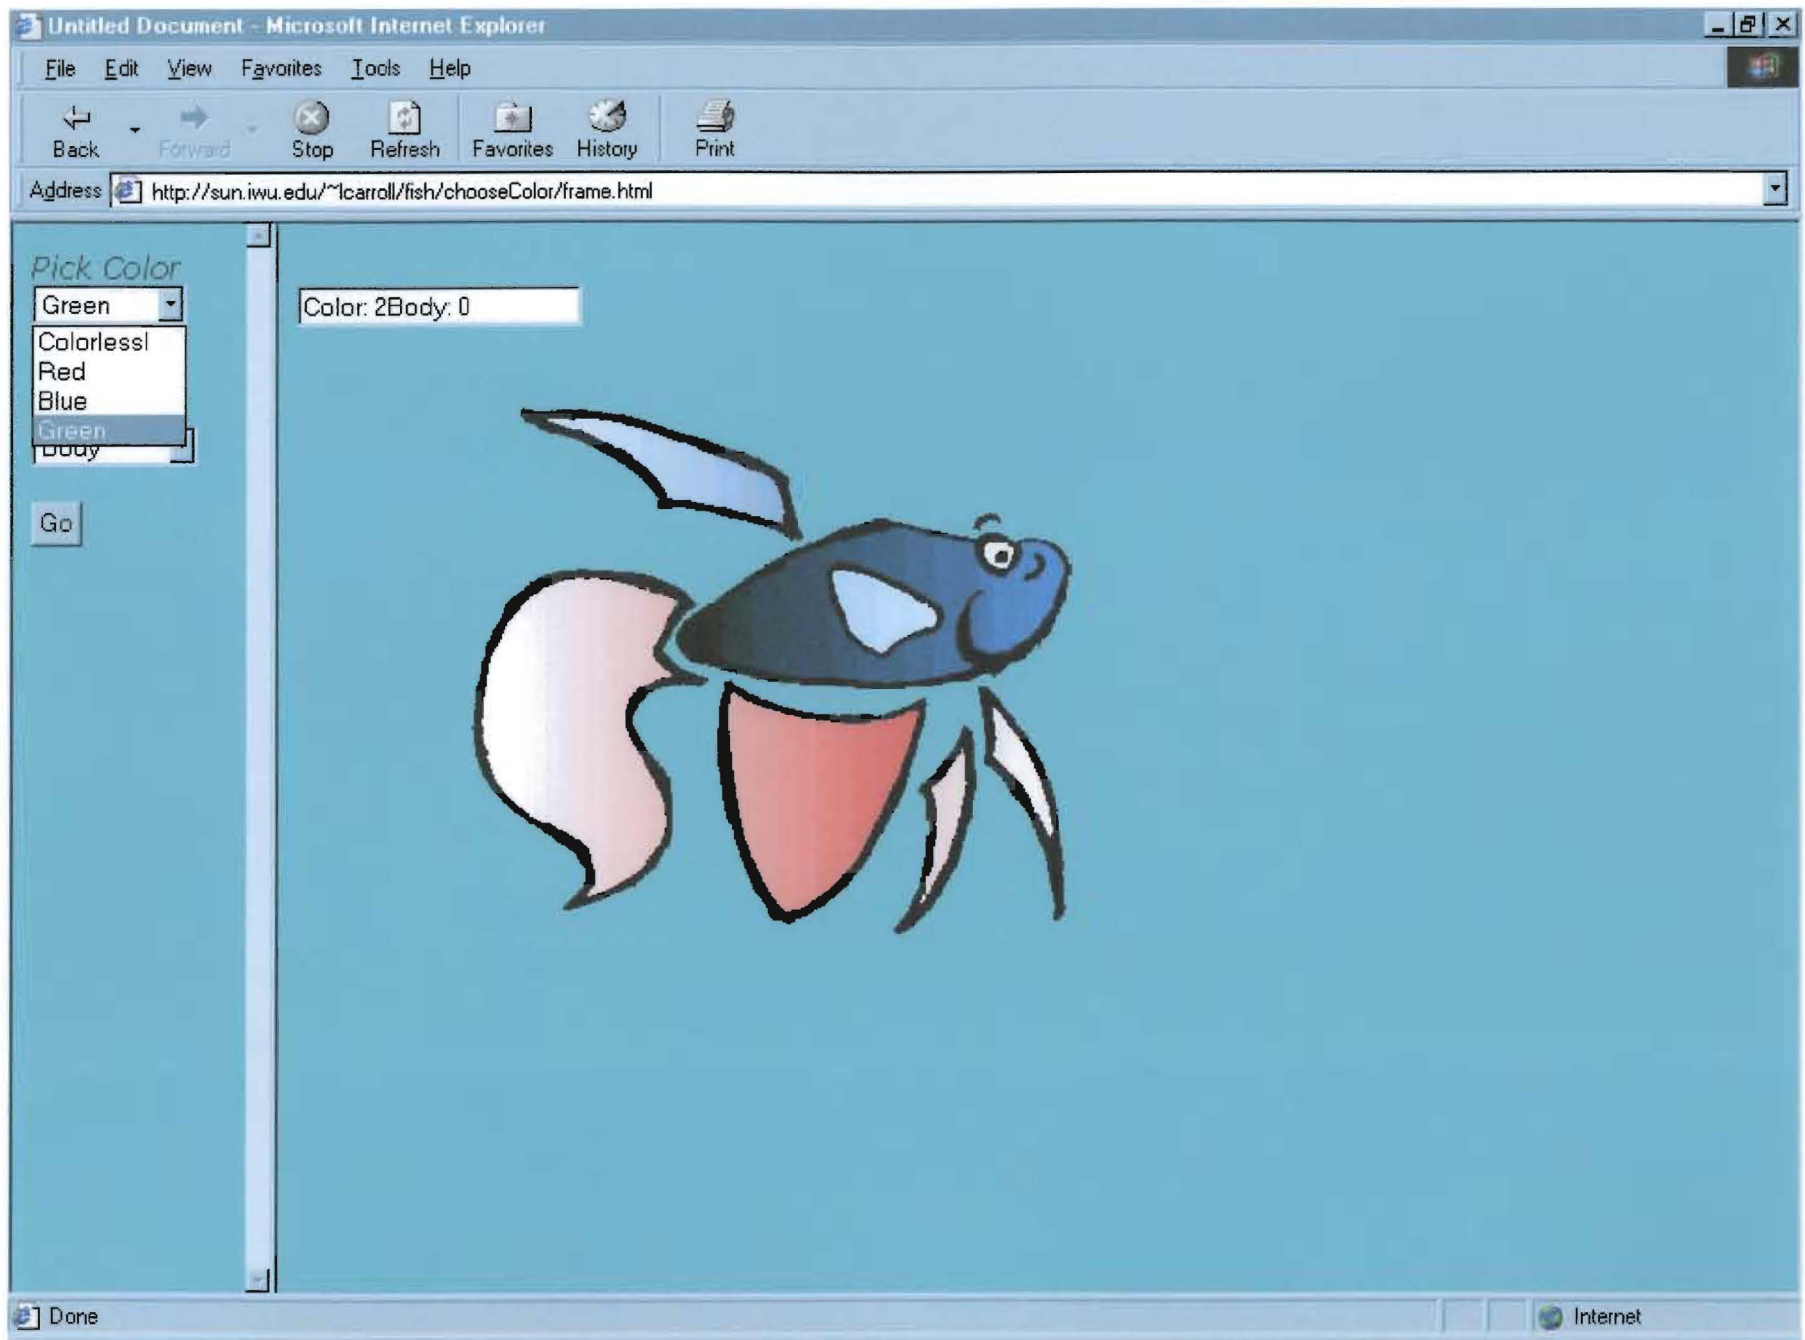 Untitled Document - Microsoft Internet Explorer
File Edit View Favorites Tools Help
Back Forward Stop Refresh Favorites History Print
Address http://sun.iwu.edu/~lcarroll/fish/chooseColor/frame.html
Pick Color
Green
Color: 2Body: 0
Colorlessl
Red
Blue
Green
Body
Go
Done
Internet